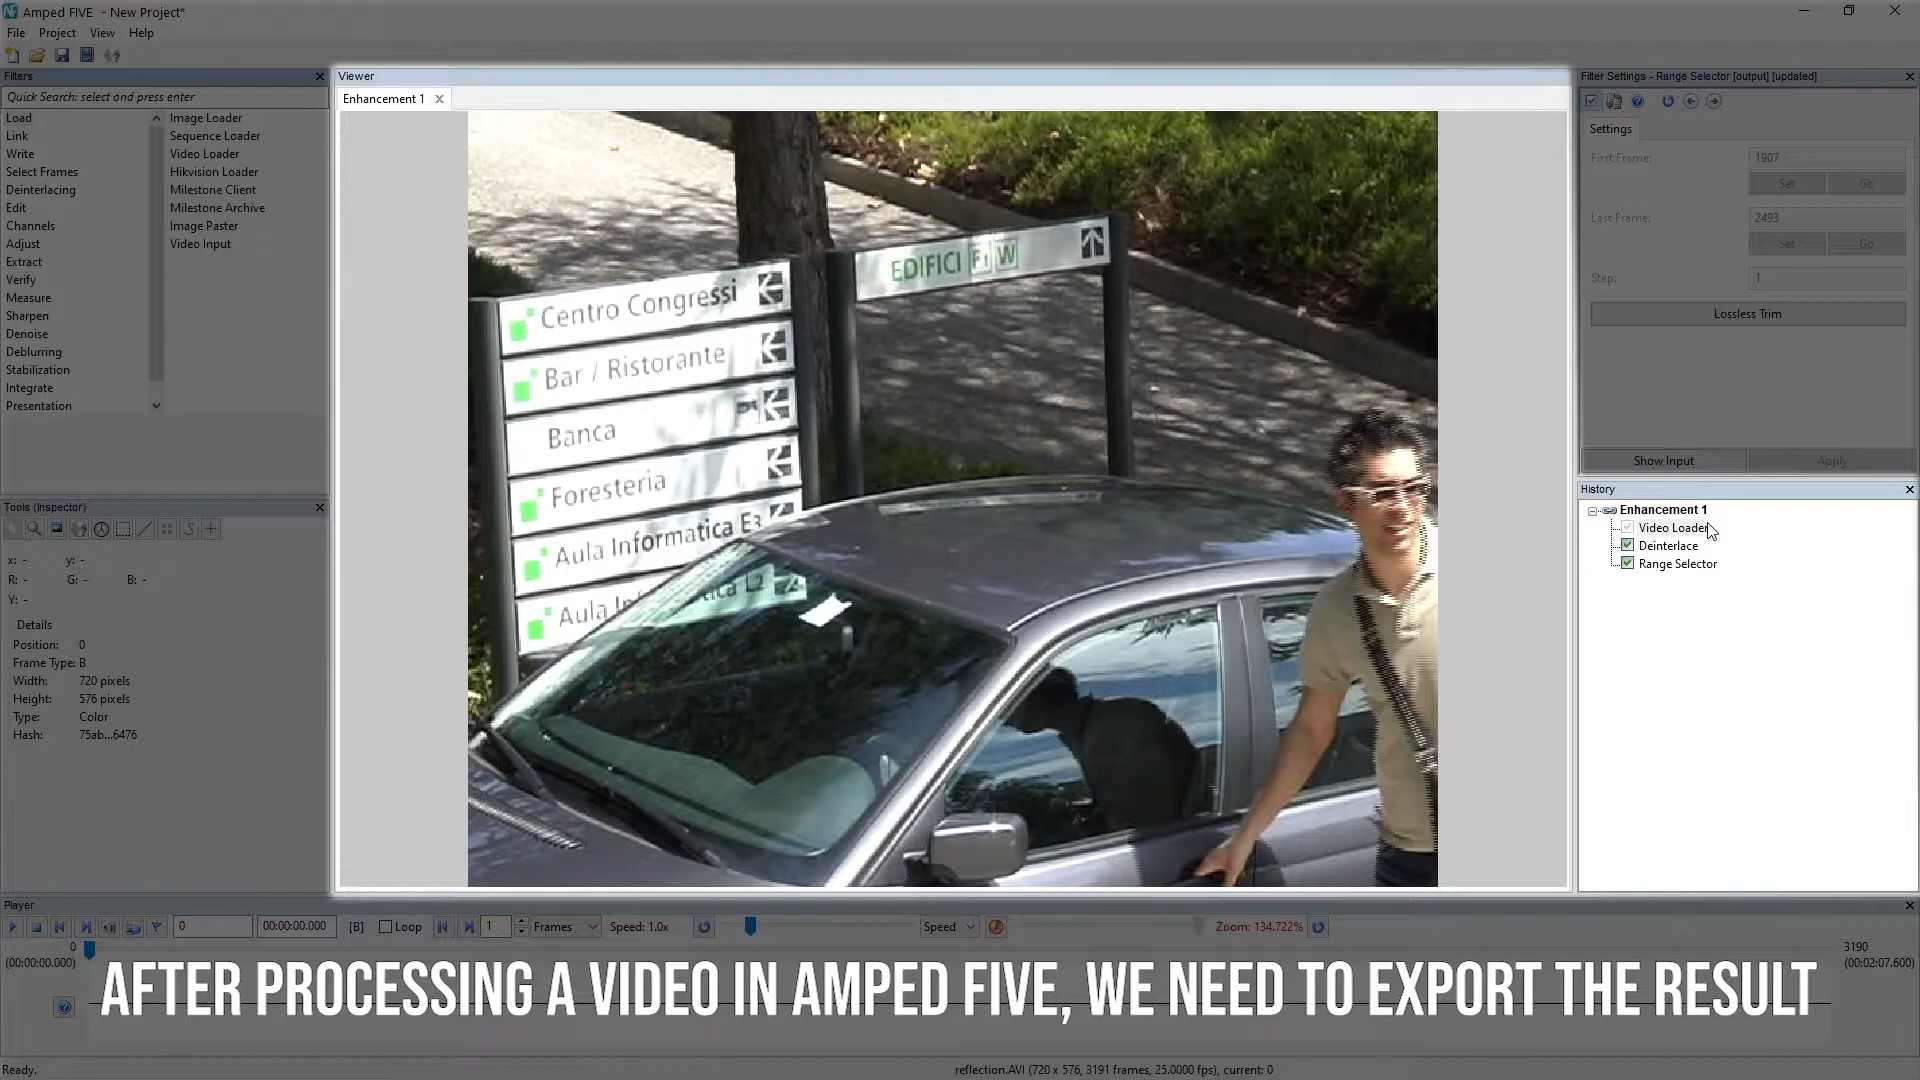 Amped FIVE - New Project*
File Project View Help
Filters
Quick Search: select and press enter
Load
Link
Write
Select Frames
Deinterlacing
Edit
Channels
Adjust
Extract
Verify
Measure
Sharpen
Denoise
Deblurring
Stabilization
Integrate
Presentation
Image Loader
Sequence Loader
Video Loader
Hikvision Loader
Milestone Client
Milestone Archive
Image Paster
Video Input
Tools (Inspector)
x: - y: -
R: - G: - B: -
Y: -
Details
Position: 0
Frame Type: B
Width: 720 pixels
Height: 576 pixels
Type: Color
Hash: 75ab...6476
Viewer
Enhancement 1
EDIFICI F1 W
Centro Congressi
Bar / Ristorante
Banca
Foresteria
Aula Informatica E3
Filter Settings - Range Selector [output] [updated]
Settings
First Frame: 1907
Set Go
Last Frame: 2493
Set Go
Step: 1
Lossless Trim
Show Input Apply
History
Enhancement 1
Video Loader
Deinterlace
Range Selector
Player
0 00:00:00.000 [B] Loop 1 Frames Speed: 1.0x Speed Zoom: 134.722%
0
(00:00:00.000)
3190
(00:02:07.600)
AFTER PROCESSING A VIDEO IN AMPED FIVE, WE NEED TO EXPORT THE RESULT
Ready.
reflection.AVI (720 x 576, 3191 frames, 25.0000 fps), current: 0